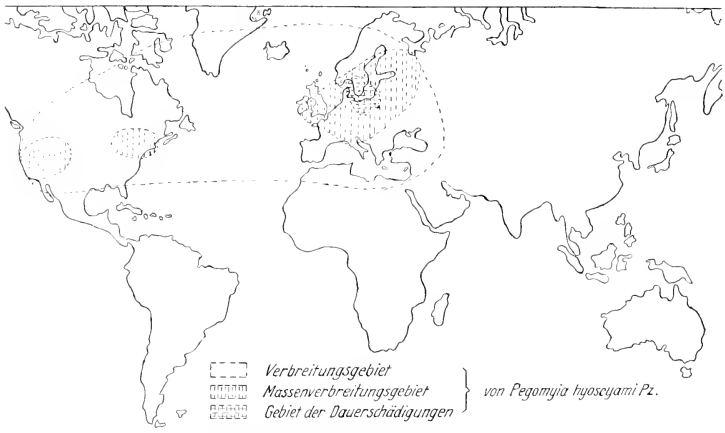 Verbreitungsgebiet
Massenverbreitungsgebiet
Gebiet der Dauerschädigungen
von Pegomyia hyoscyami Pz.